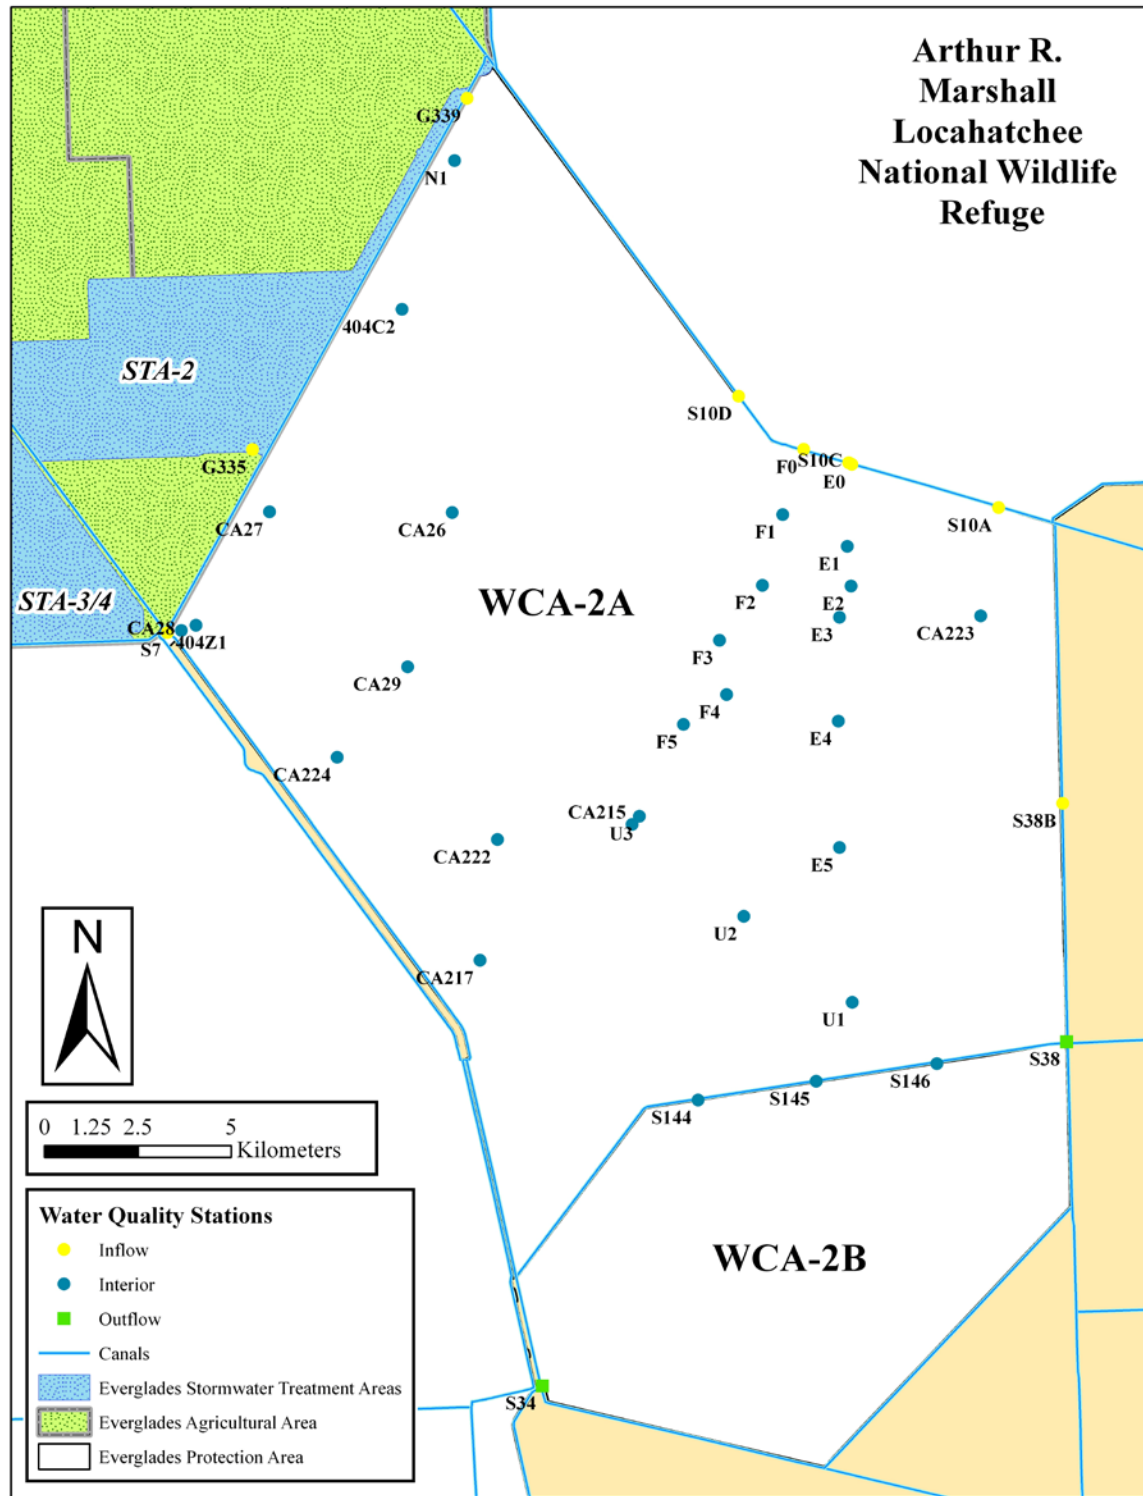 Arthur R.
Marshall
Locahatchee
National Wildlife
Refuge
G339
N1
404C2
STA-2
S10D
G335
F0
S10C
E0
CA27
CA26
F1
S10A
E1
WCA-2A
F2
E2
STA-3/4
CA28
404Z1
S7
E3
CA223
F3
CA29
F4
F5
E4
CA224
CA215
U3
S38B
CA222
E5
U2
N
CA217
U1
S38
S146
S145
S144
0 1.25 2.5 5
Kilometers
Water Quality Stations
Inflow
Interior
Outflow
Canals
Everglades Stormwater Treatment Areas
Everglades Agricultural Area
Everglades Protection Area
WCA-2B
S34